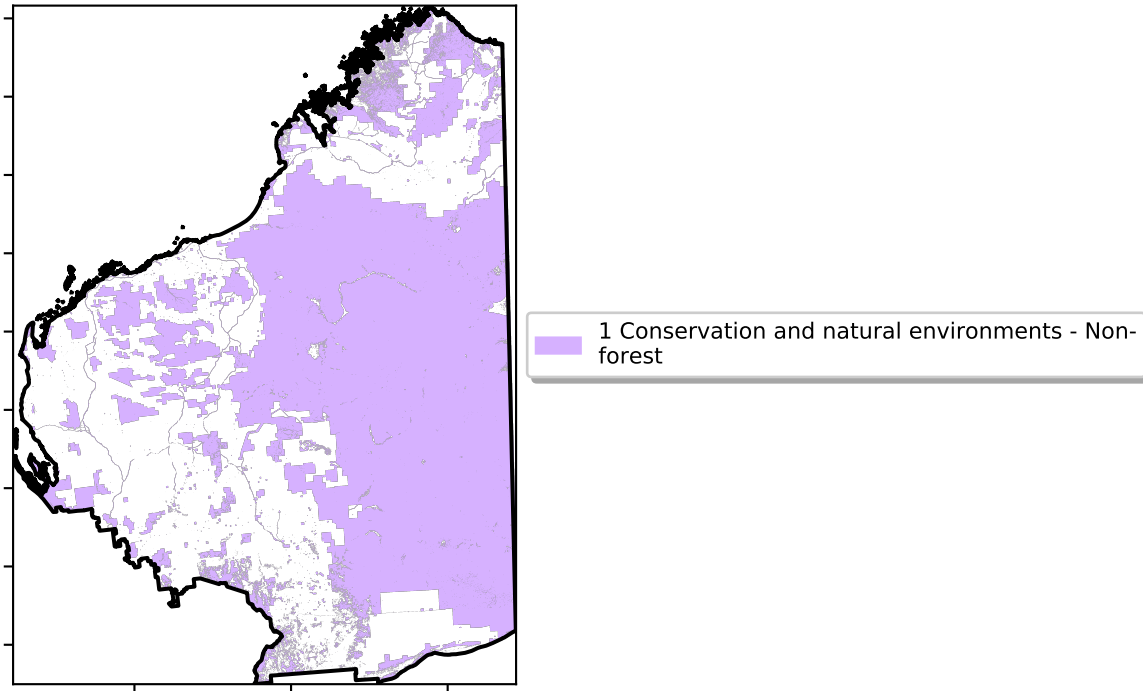 1 Conservation and natural environments - Non-
forest